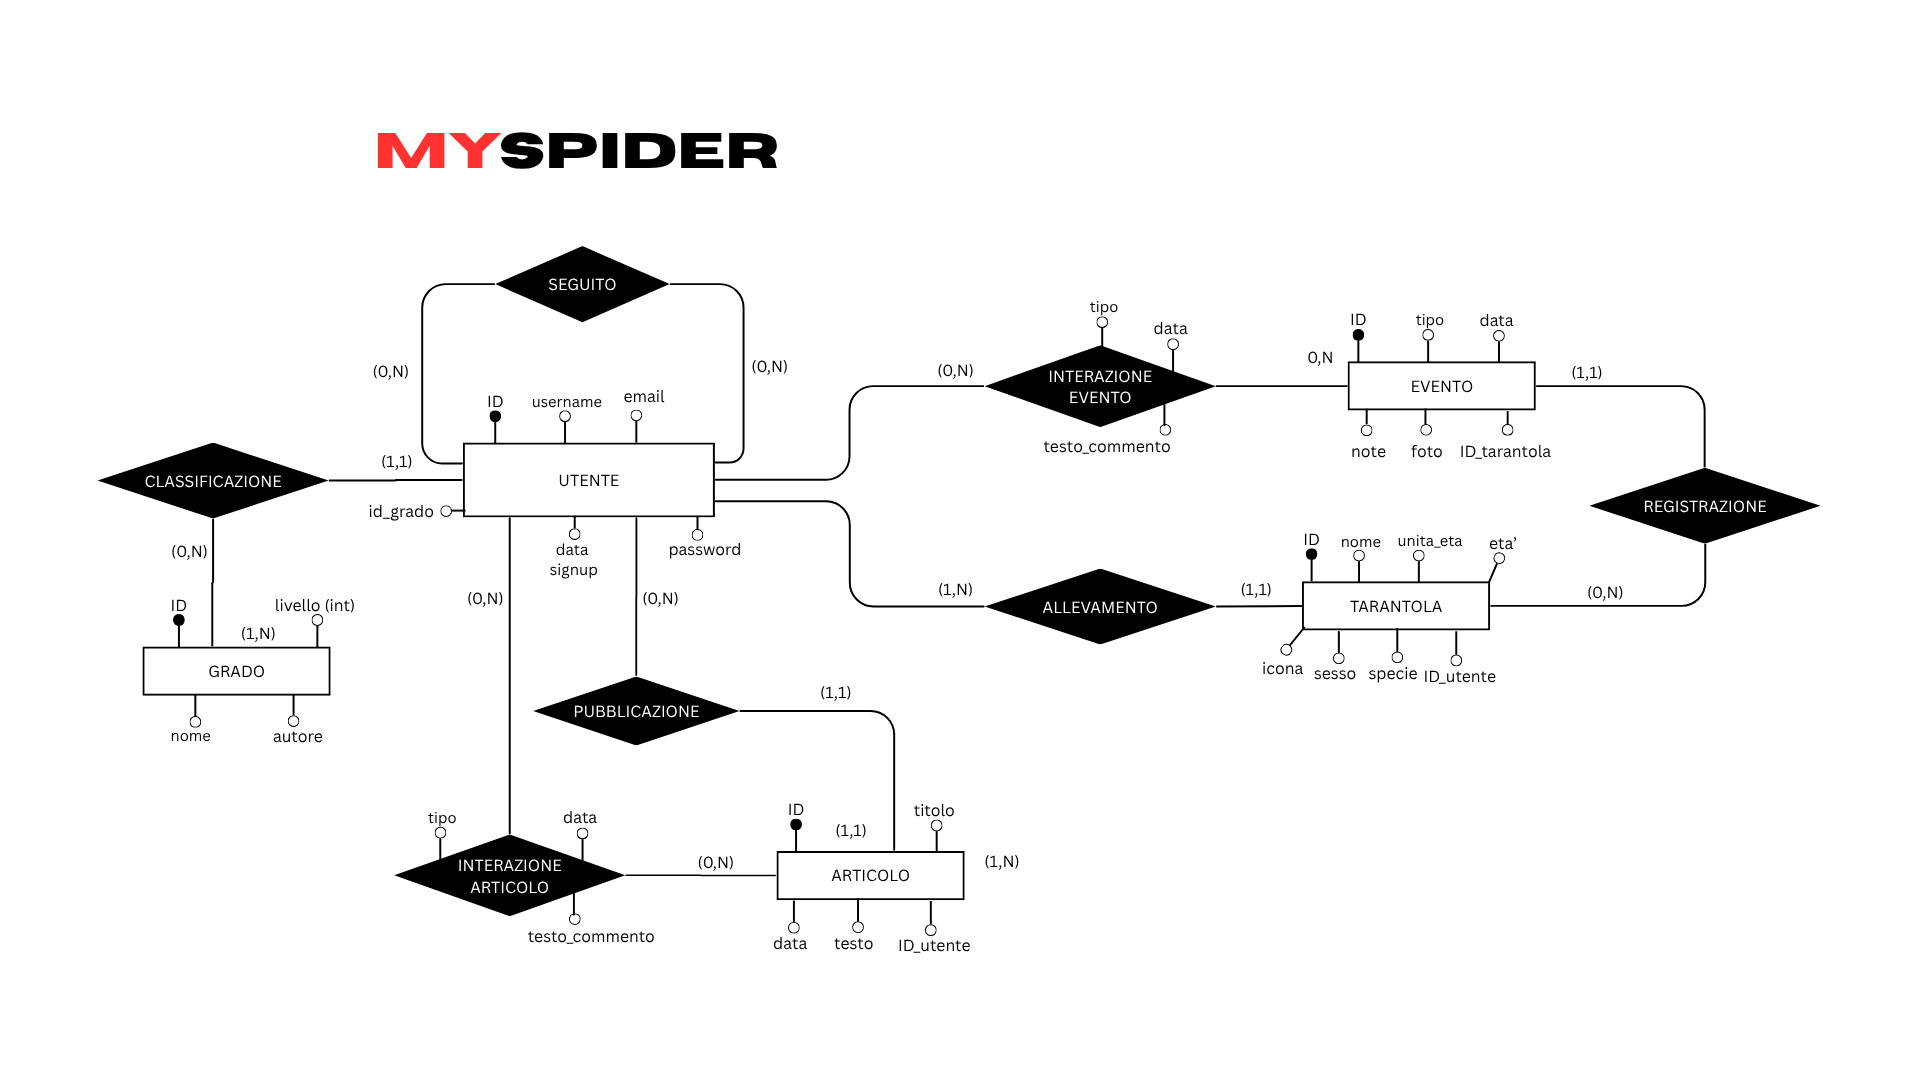 MYSPIDER
SEGUITO
(0,N)
(0,N)
ID
username
email
UTENTE
id_grado
data
signup
password
CLASSIFICAZIONE
(1,1)
(0,N)
ID
livello (int)
(1,N)
GRADO
nome
autore
(0,N)
(0,N)
PUBBLICAZIONE
(1,1)
tipo
data
INTERAZIONE
ARTICOLO
testo_commento
(0,N)
ID
titolo
(1,1)
(1,N)
ARTICOLO
data
testo
ID_utente
(0,N)
tipo
data
INTERAZIONE
EVENTO
testo_commento
0,N
ID
tipo
data
EVENTO
(1,1)
note
foto
ID_tarantola
REGISTRAZIONE
(1,N)
ALLEVAMENTO
(1,1)
ID
nome
unita_eta
eta’
TARANTOLA
(0,N)
icona
sesso
specie
ID_utente